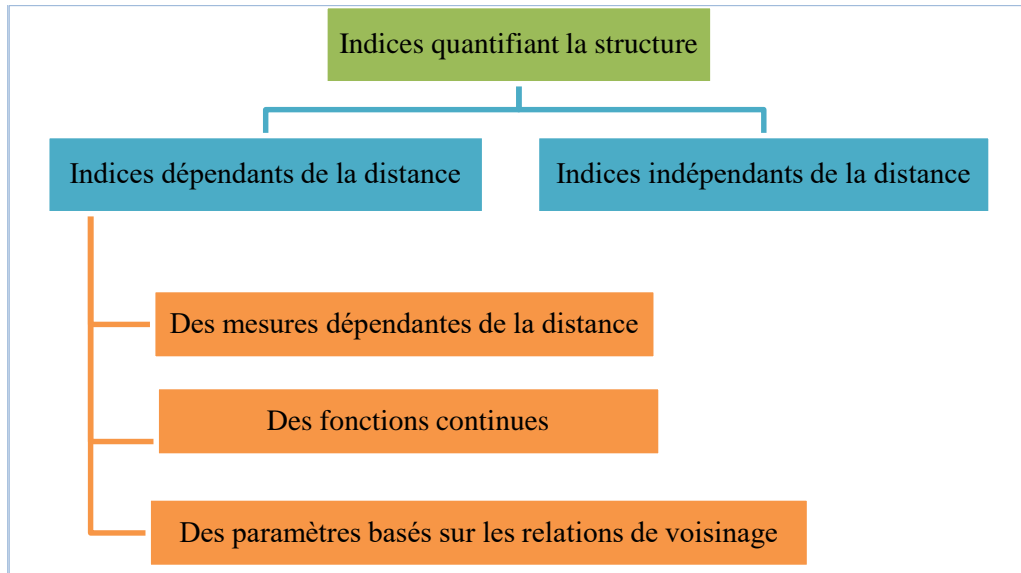 Indices quantifiant la structure
Indices dépendants de la distance
Indices indépendants de la distance
Des mesures dépendantes de la distance
Des fonctions continues
Des paramètres basés sur les relations de voisinage